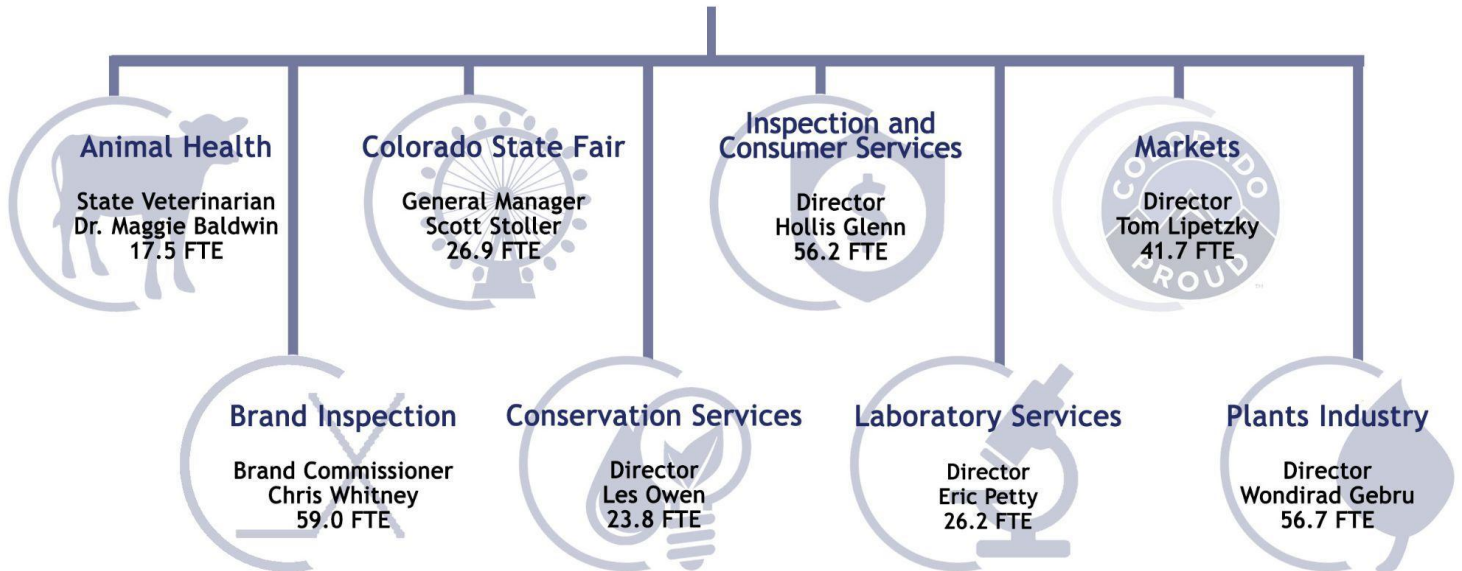 Animal Health
State Veterinarian
Dr. Maggie Baldwin
17.5 FTE
Colorado State Fair
General Manager
Scott Stoller
26.9 FTE
Inspection and
Consumer Services
Director
Hollis Glenn
56.2 FTE
Markets
Director
Tom Lipetzky
41.7 FTE
COLORADO
PROUD
TM
Brand Inspection
Brand Commissioner
Chris Whitney
59.0 FTE
Conservation Services
Director
Les Owen
23.8 FTE
Laboratory Services
Director
Eric Petty
26.2 FTE
Plants Industry
Director
Wondirad Gebru
56.7 FTE